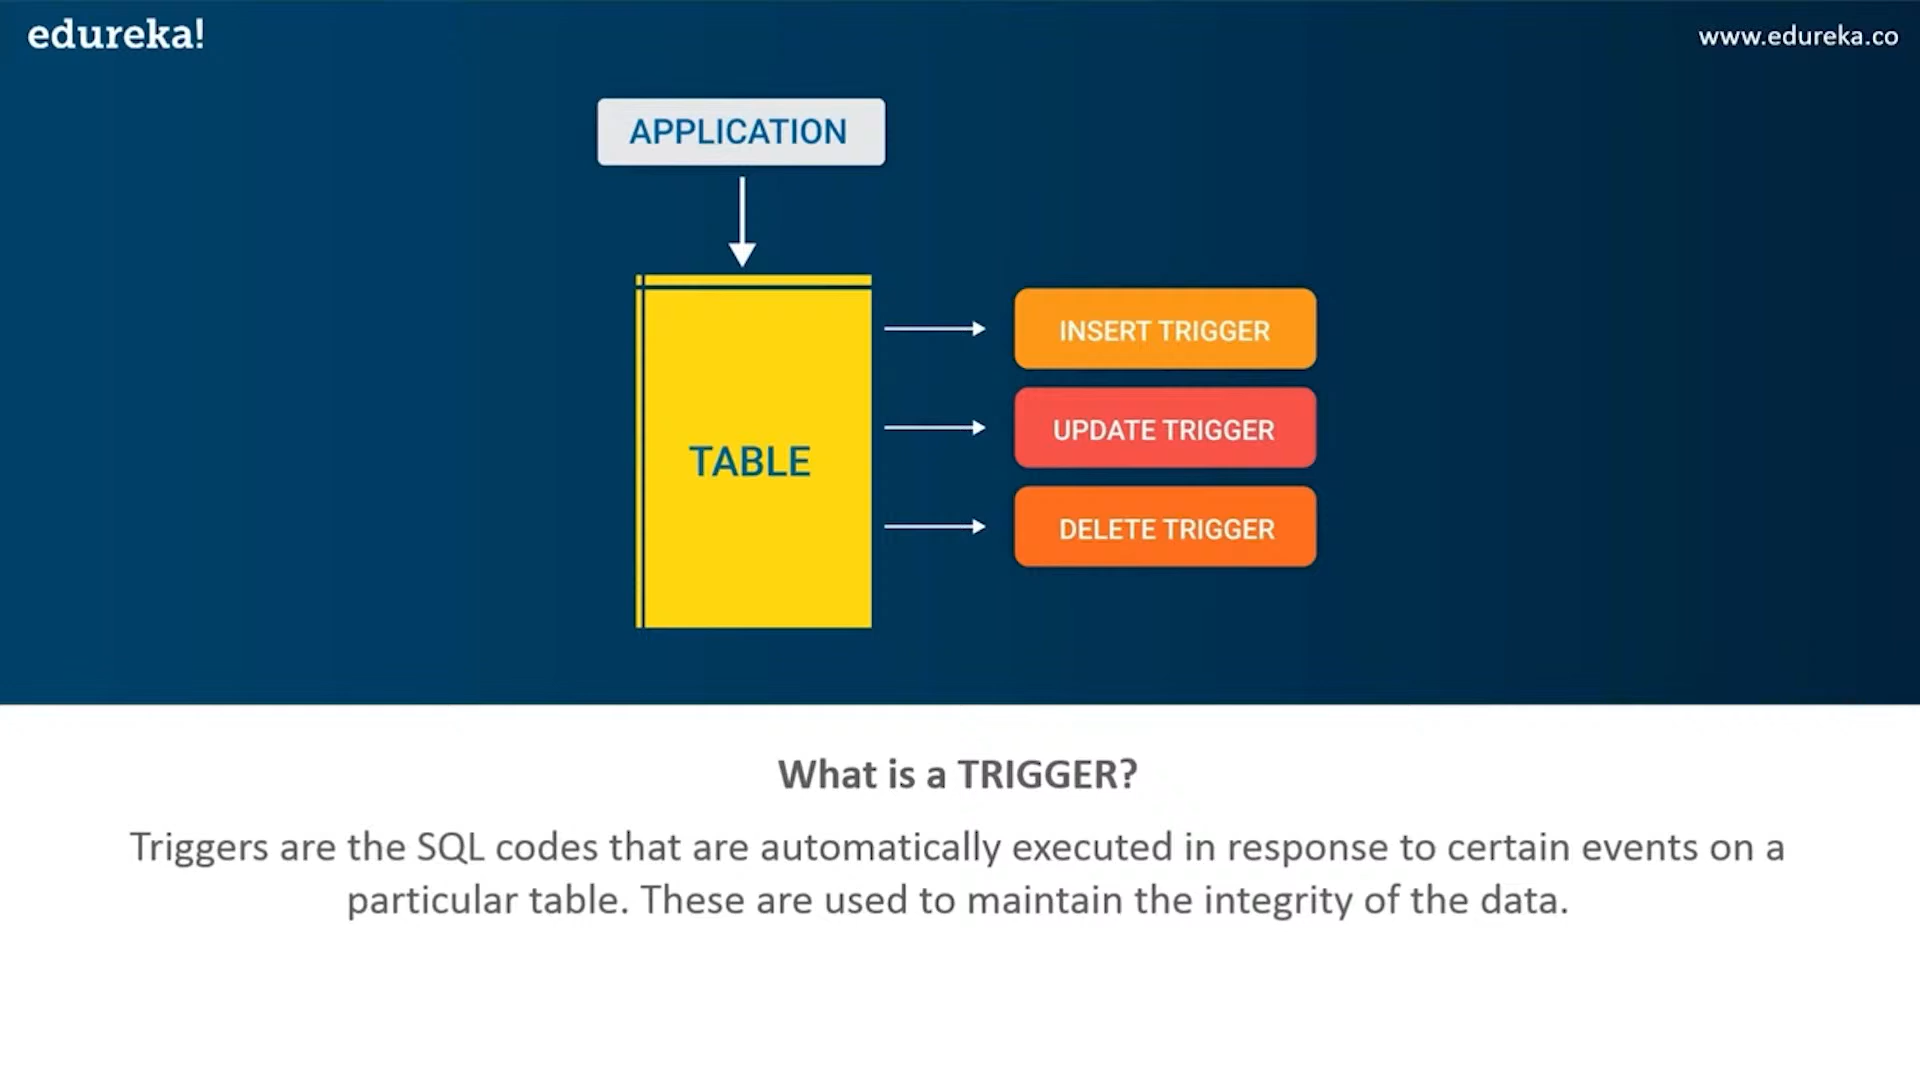 edureka!
www.edureka.co
APPLICATION
TABLE
INSERT TRIGGER
UPDATE TRIGGER
DELETE TRIGGER
What is a TRIGGER?
Triggers are the SQL codes that are automatically executed in response to certain events on a
particular table. These are used to maintain the integrity of the data.